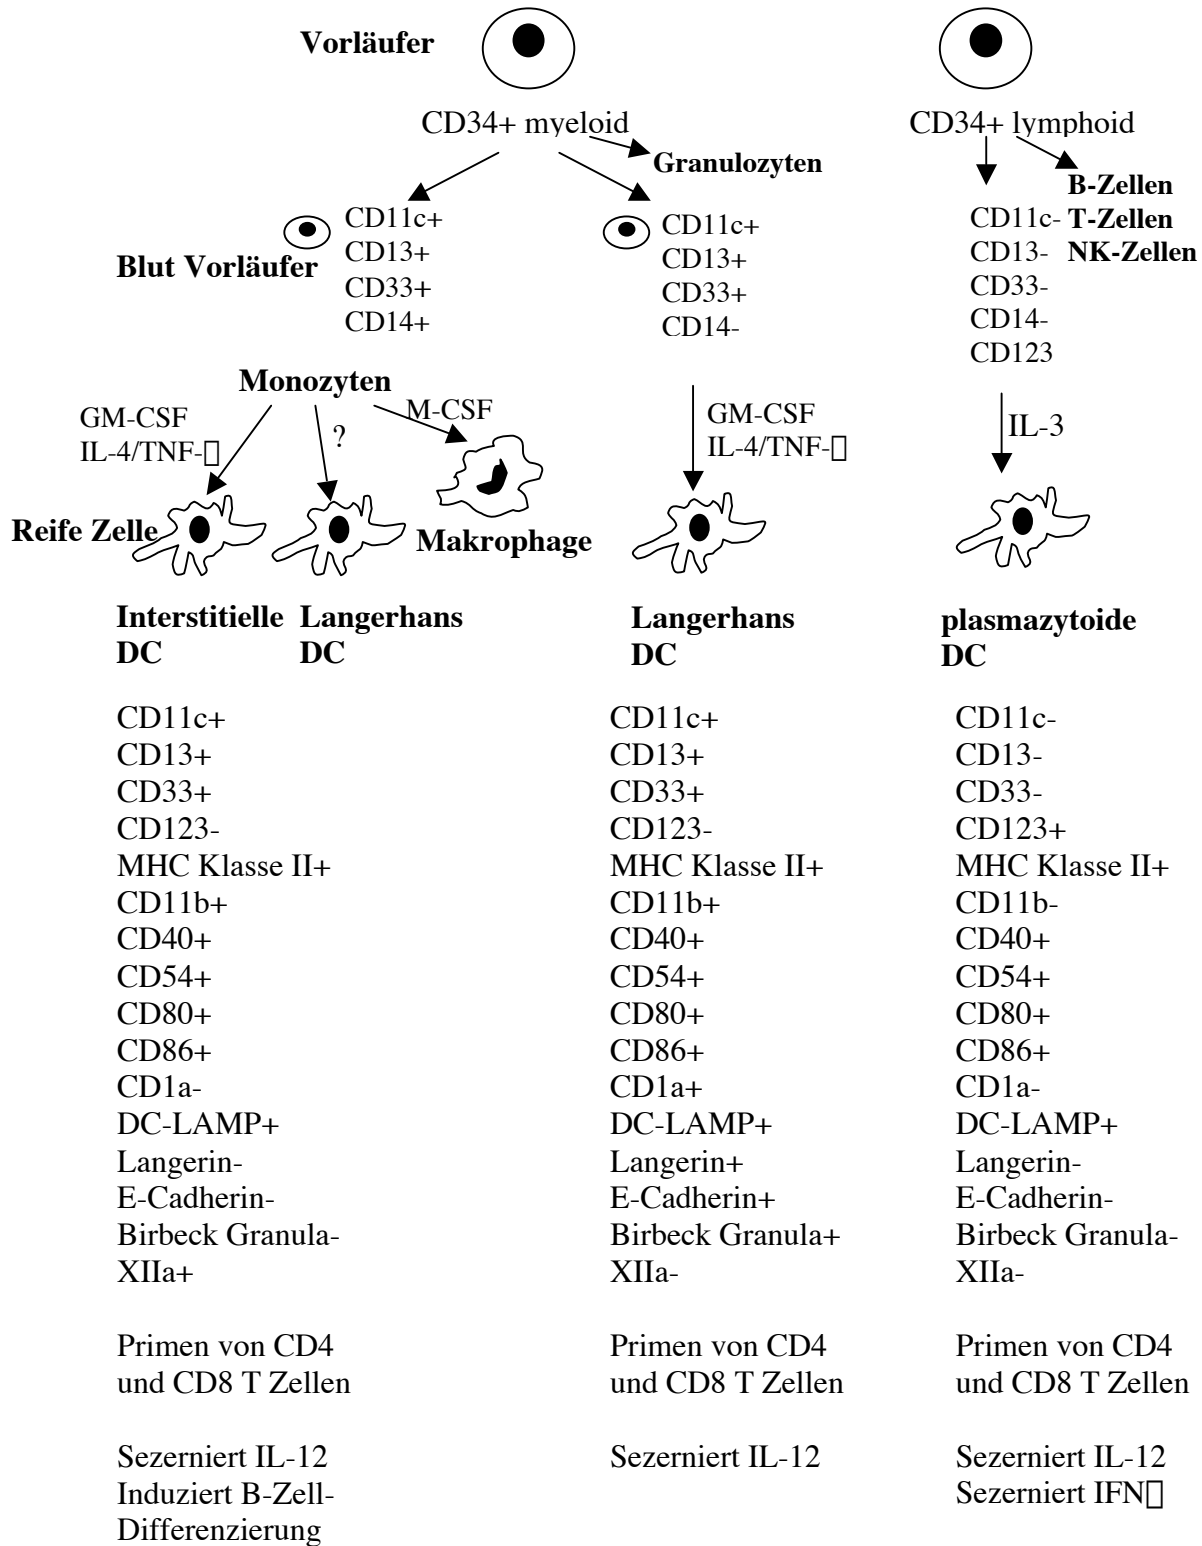 Vorläufer
CD34+ myeloid
CD34+ lymphoid
Granulozyten
B-Zellen
T-Zellen
NK-Zellen
Blut Vorläufer
CD11c+
CD13+
CD33+
CD14+
CD11c+
CD13+
CD33+
CD14-
CD11c-
CD13-
CD33-
CD14-
CD123
Monozyten
GM-CSF
IL-4/TNF-▯
?
M-CSF
GM-CSF
IL-4/TNF-▯
IL-3
Reife Zelle
Makrophage
Interstitielle
DC
Langerhans
DC
Langerhans
DC
plasmazytoide
DC
CD11c+
CD13+
CD33+
CD123-
MHC Klasse II+
CD11b+
CD40+
CD54+
CD80+
CD86+
CD1a-
DC-LAMP+
Langerin-
E-Cadherin-
Birbeck Granula-
XIIa+
Primen von CD4
und CD8 T Zellen
Sezerniert IL-12
Induziert B-Zell-
Differenzierung
CD11c+
CD13+
CD33+
CD123-
MHC Klasse II+
CD11b+
CD40+
CD54+
CD80+
CD86+
CD1a+
DC-LAMP+
Langerin+
E-Cadherin+
Birbeck Granula+
XIIa-
Primen von CD4
und CD8 T Zellen
Sezerniert IL-12
CD11c-
CD13-
CD33-
CD123+
MHC Klasse II+
CD11b-
CD40+
CD54+
CD80+
CD86+
CD1a-
DC-LAMP+
Langerin-
E-Cadherin-
Birbeck Granula-
XIIa-
Primen von CD4
und CD8 T Zellen
Sezerniert IL-12
Sezerniert IFN▯